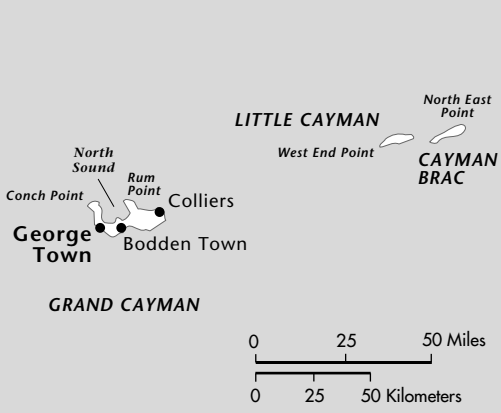 North East
Point
LITTLE CAYMAN
West End Point
CAYMAN
BRAC
North
Sound
Rum
Point
Conch Point
Colliers
George
Town
Bodden Town
GRAND CAYMAN
0 25 50 Miles
0 25 50 Kilometers